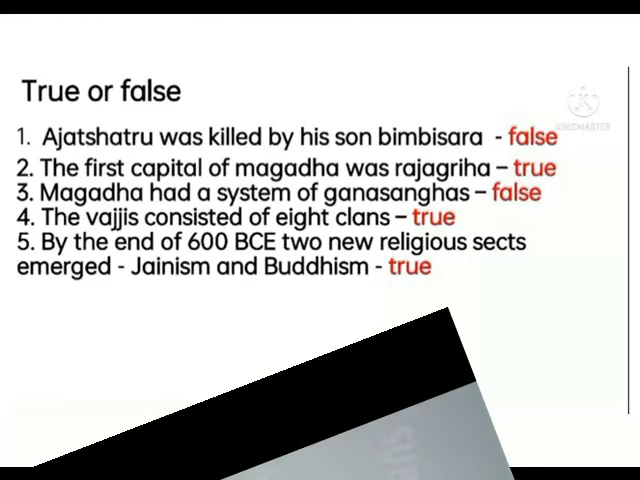 True or false
KINEMASTER
1. Ajatshatru was killed by his son bimbisara - false
2. The first capital of magadha was rajagriha – true
3. Magadha had a system of ganasanghas – false
4. The vajjis consisted of eight clans – true
5. By the end of 600 BCE two new religious sects
emerged - Jainism and Buddhism - true